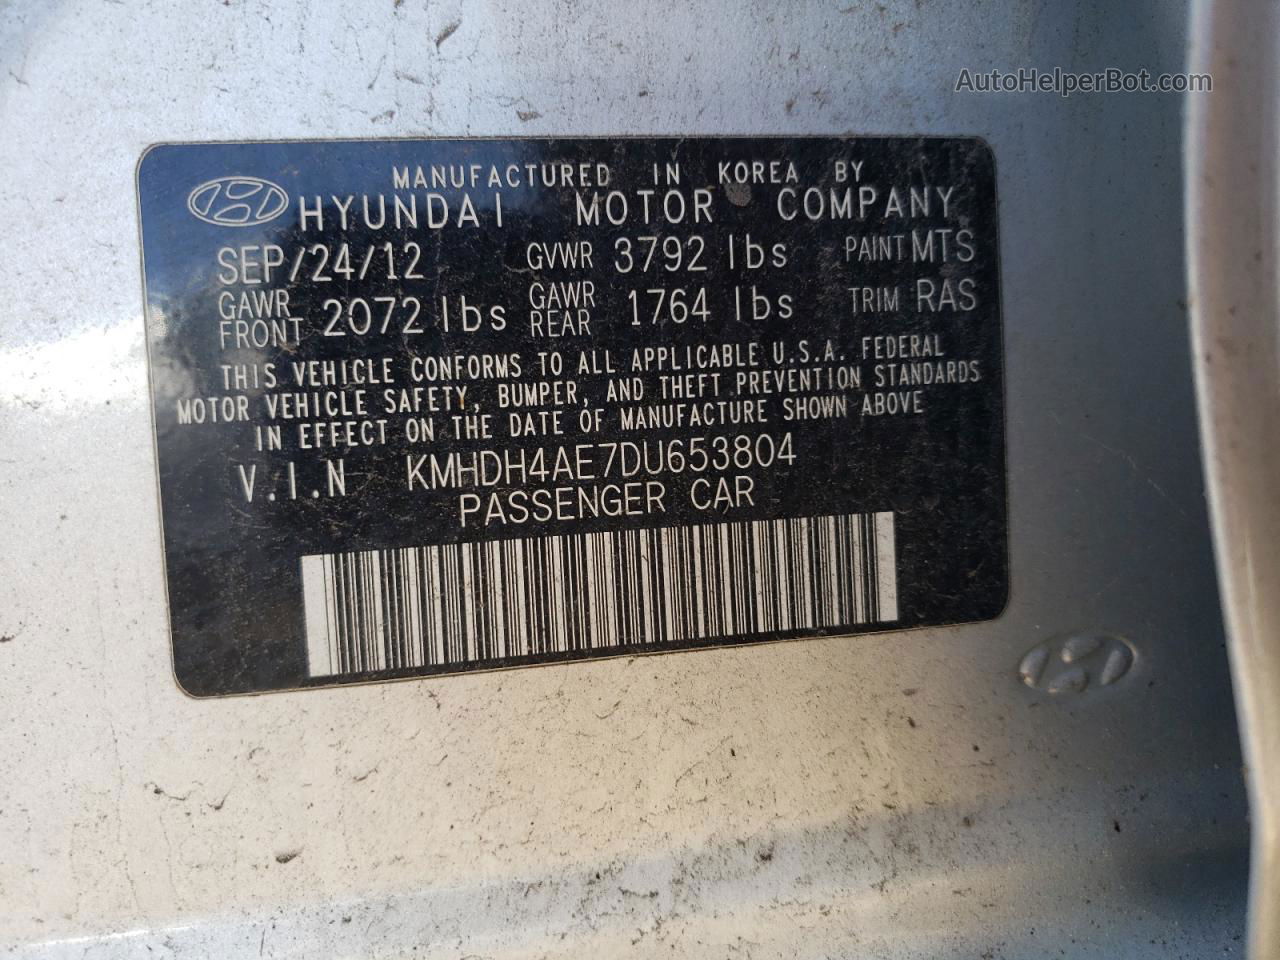 AutoHelperBot.com
MANUFACTURED IN KOREA BY
HYUNDAI MOTOR COMPANY
SEP/24/12 GVWR 3792 lbs PAINT MTS
GAWR FRONT 2072 lbs GAWR REAR 1764 lbs TRIM RAS
THIS VEHICLE CONFORMS TO ALL APPLICABLE U.S.A. FEDERAL
MOTOR VEHICLE SAFETY, BUMPER, AND THEFT PREVENTION STANDARDS
IN EFFECT ON THE DATE OF MANUFACTURE SHOWN ABOVE
V.I.N KMHDH4AE7DU653804
PASSENGER CAR